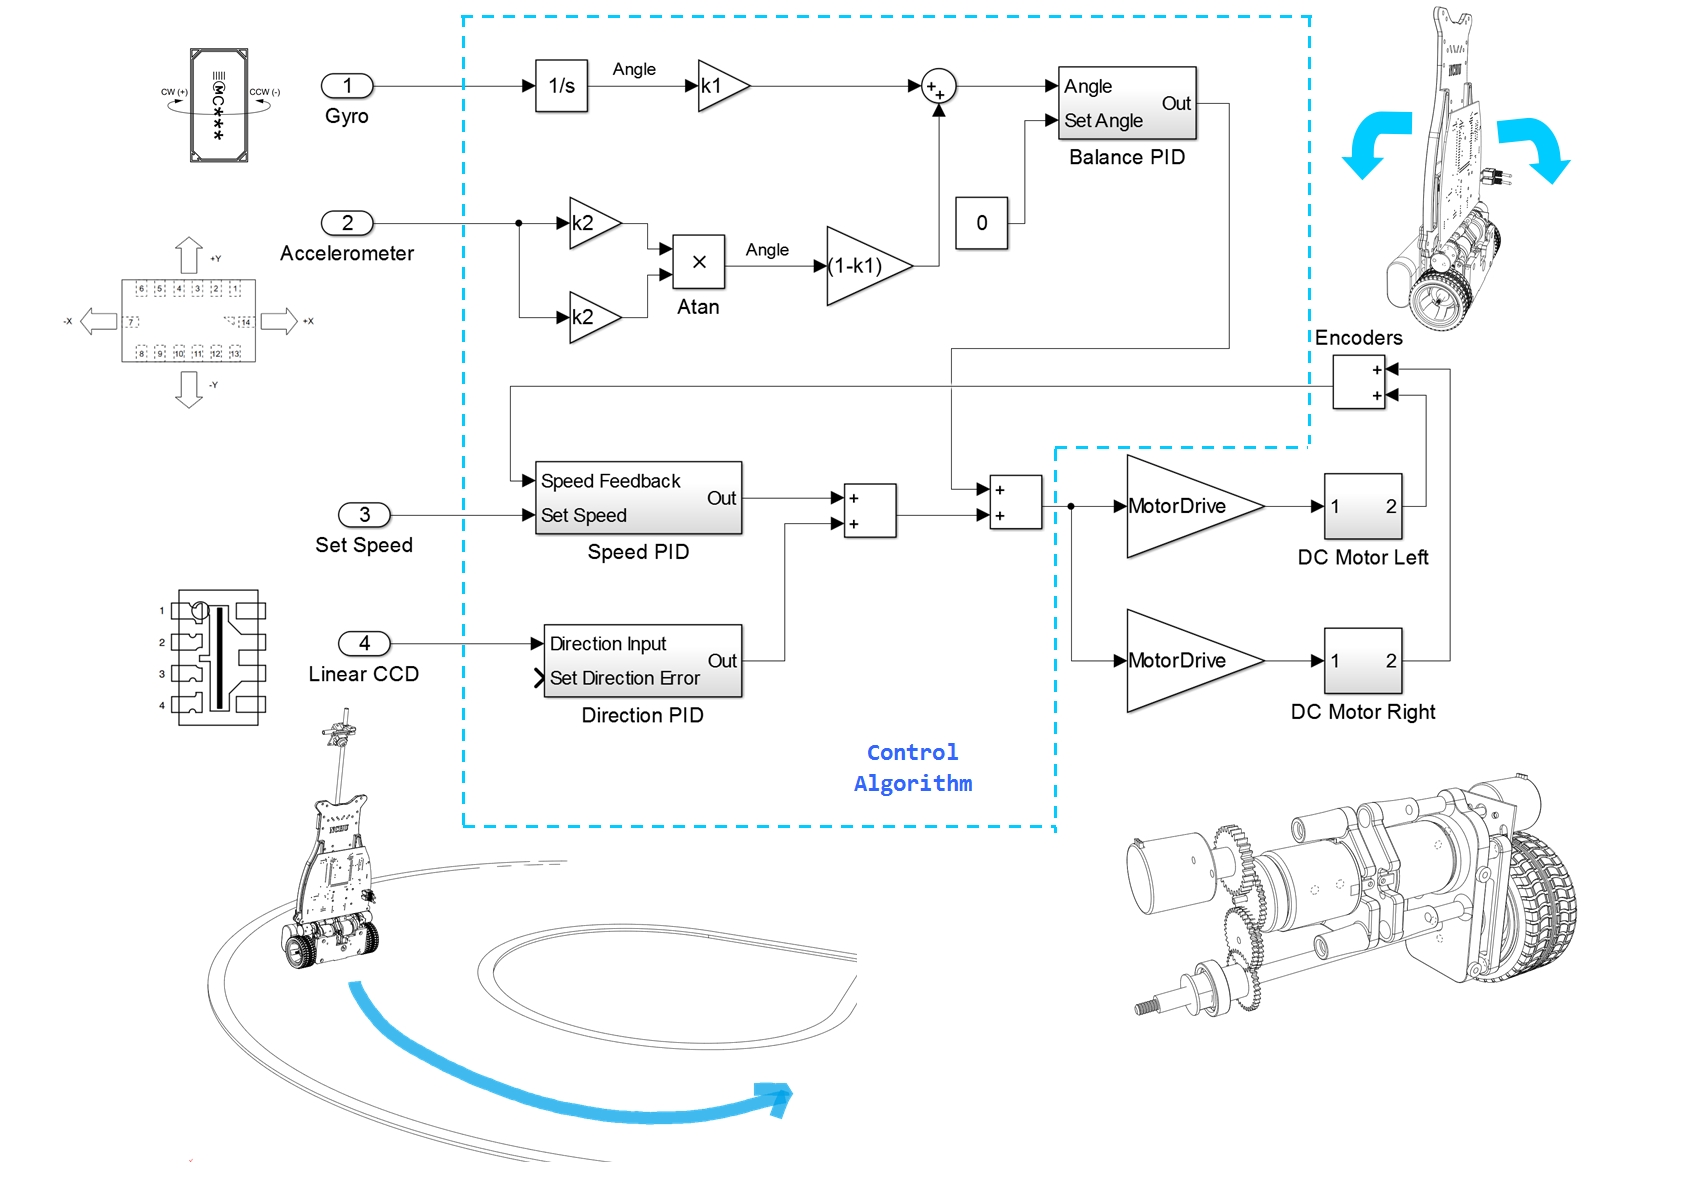 CW (+)
CCW (-)
MC***
1
Gyro
1/s
Angle
k1
+
+
Angle
Set Angle
Out
Balance PID
2
Accelerometer
k2
k2
×
Atan
Angle
(1-k1)
0
+Y
6 5 4 3 2 1
-X
7
14
+X
8 9 10 11 12 13
-Y
Encoders
+
+
3
Set Speed
Speed Feedback
Set Speed
Out
Speed PID
+
+
+
+
MotorDrive
1 2
DC Motor Left
1
2
3
4
4
Linear CCD
Direction Input
Set Direction Error
Out
Direction PID
MotorDrive
1 2
DC Motor Right
Control
Algorithm